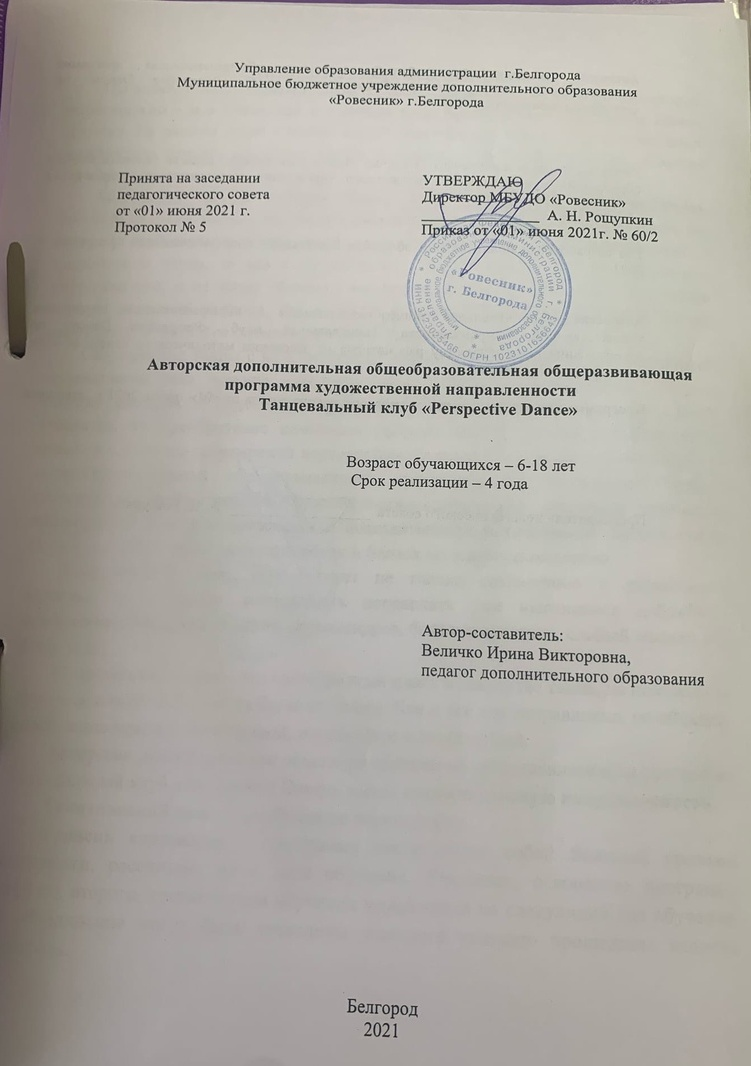 Управление образования администрации г.Белгорода
Муниципальное бюджетное учреждение дополнительного образования
«Ровесник» г.Белгорода
Принята на заседании
педагогического совета
от «01» июня 2021 г.
Протокол № 5
УТВЕРЖДАЮ
Директор МБУДО «Ровесник»
А. Н. Рощупкин
Приказ от «01» июня 2021г. № 60/2
«Ровесник»
г. Белгорода
Авторская дополнительная общеобразовательная общеразвивающая
программа художественной направленности
Танцевальный клуб «Perspective Dance»
Возраст обучающихся – 6-18 лет
Срок реализации – 4 года
Автор-составитель:
Величко Ирина Викторовна,
педагог дополнительного образования
Белгород
2021